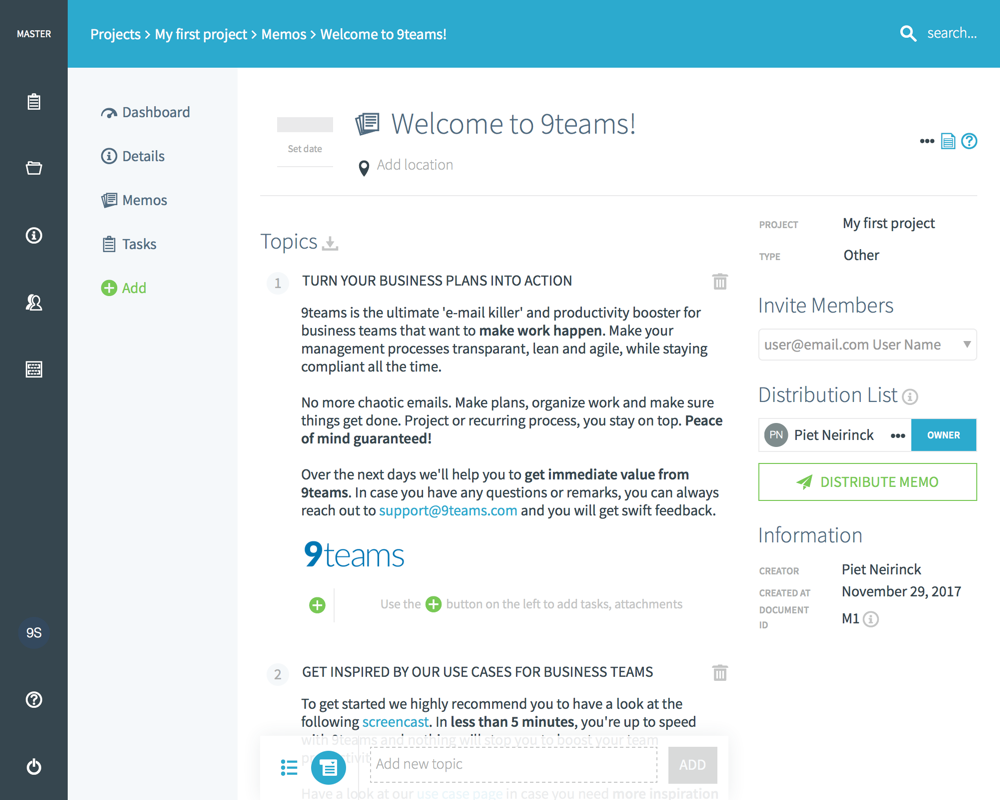 MASTER
Projects > My first project > Memos > Welcome to 9teams!
search...
Dashboard
Details
Memos
Tasks
Add
9S
Set date
Welcome to 9teams!
Add location
Topics
1
TURN YOUR BUSINESS PLANS INTO ACTION
9teams is the ultimate 'e-mail killer' and productivity booster for
business teams that want to make work happen. Make your
management processes transparant, lean and agile, while staying
compliant all the time.
No more chaotic emails. Make plans, organize work and make sure
things get done. Project or recurring process, you stay on top. Peace
of mind guaranteed!
Over the next days we'll help you to get immediate value from
9teams. In case you have any questions or remarks, you can always
reach out to support@9teams.com and you will get swift feedback.
9teams
Use the + button on the left to add tasks, attachments
2
GET INSPIRED BY OUR USE CASES FOR BUSINESS TEAMS
To get started we highly recommend you to have a look at the
following screencast. In less than 5 minutes, you're up to speed
with 9teams and nothing will stop you to boost your team
Add new topic
ADD
Have a look at our use case page in case you need more inspiration
PROJECT
My first project
TYPE
Other
Invite Members
user@email.com User Name
Distribution List
PN
Piet Neirinck
OWNER
DISTRIBUTE MEMO
Information
CREATOR
Piet Neirinck
CREATED AT
November 29, 2017
DOCUMENT
ID
M1